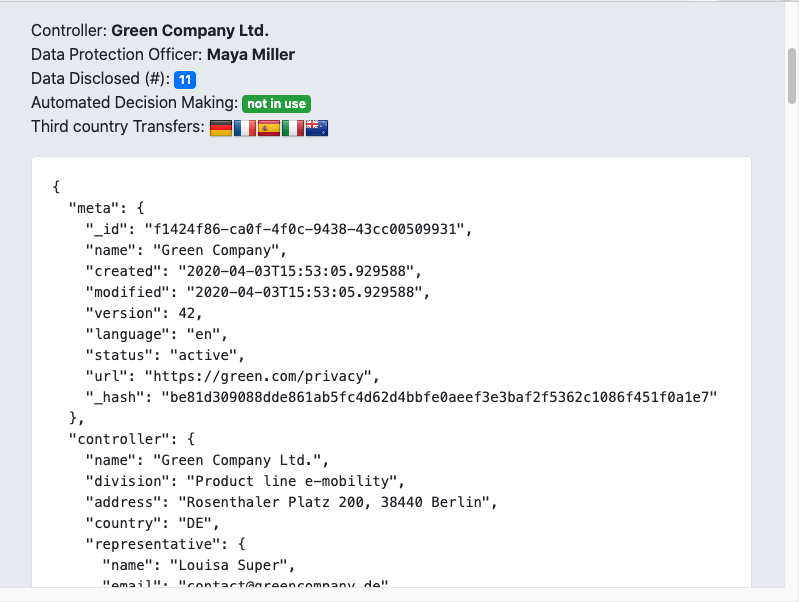 Controller: Green Company Ltd.
Data Protection Officer: Maya Miller
Data Disclosed (#): 11
Automated Decision Making: not in use
Third country Transfers:
{
"meta": {
"_id": "f1424f86-ca0f-4f0c-9438-43cc00509931",
"name": "Green Company",
"created": "2020-04-03T15:53:05.929588",
"modified": "2020-04-03T15:53:05.929588",
"version": 42,
"language": "en",
"status": "active",
"url": "https://green.com/privacy",
"_hash": "be81d309088dde861ab5fc4d62d4bbfe0aeef3e3baf2f5362c1086f451f0a1e7"
},
"controller": {
"name": "Green Company Ltd.",
"division": "Product line e-mobility",
"address": "Rosenthaler Platz 200, 38440 Berlin",
"country": "DE",
"representative": {
"name": "Louisa Super",
"email": "contact@greencompany.de"